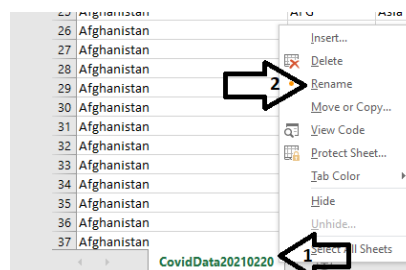 25 Afghanistan AFG Asia
26 Afghanistan
27 Afghanistan
28 Afghanistan
29 Afghanistan
30 Afghanistan
31 Afghanistan
32 Afghanistan
33 Afghanistan
34 Afghanistan
35 Afghanistan
36 Afghanistan
37 Afghanistan
CovidData20210220
Insert...
Delete
2 Rename
Move or Copy...
View Code
Protect Sheet...
Tab Color
Hide
Unhide...
1 Select All Sheets